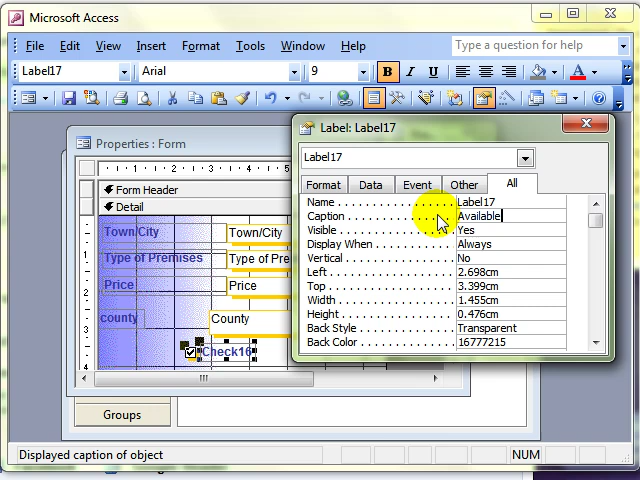 Microsoft Access
File Edit View Insert Format Tools Window Help Type a question for help
Label17 Arial 9 B I U A
Properties : Form
Label: Label17
Label17
Format Data Event Other All
Form Header
Detail
Town/City Town/City
Type of Premises Type of Pre
Price Price
county County
Check16
Name Label17
Caption Available
Visible Yes
Display When Always
Vertical No
Left 2.698cm
Top 3.399cm
Width 1.455cm
Height 0.476cm
Back Style Transparent
Back Color 16777215
Groups
Displayed caption of object NUM